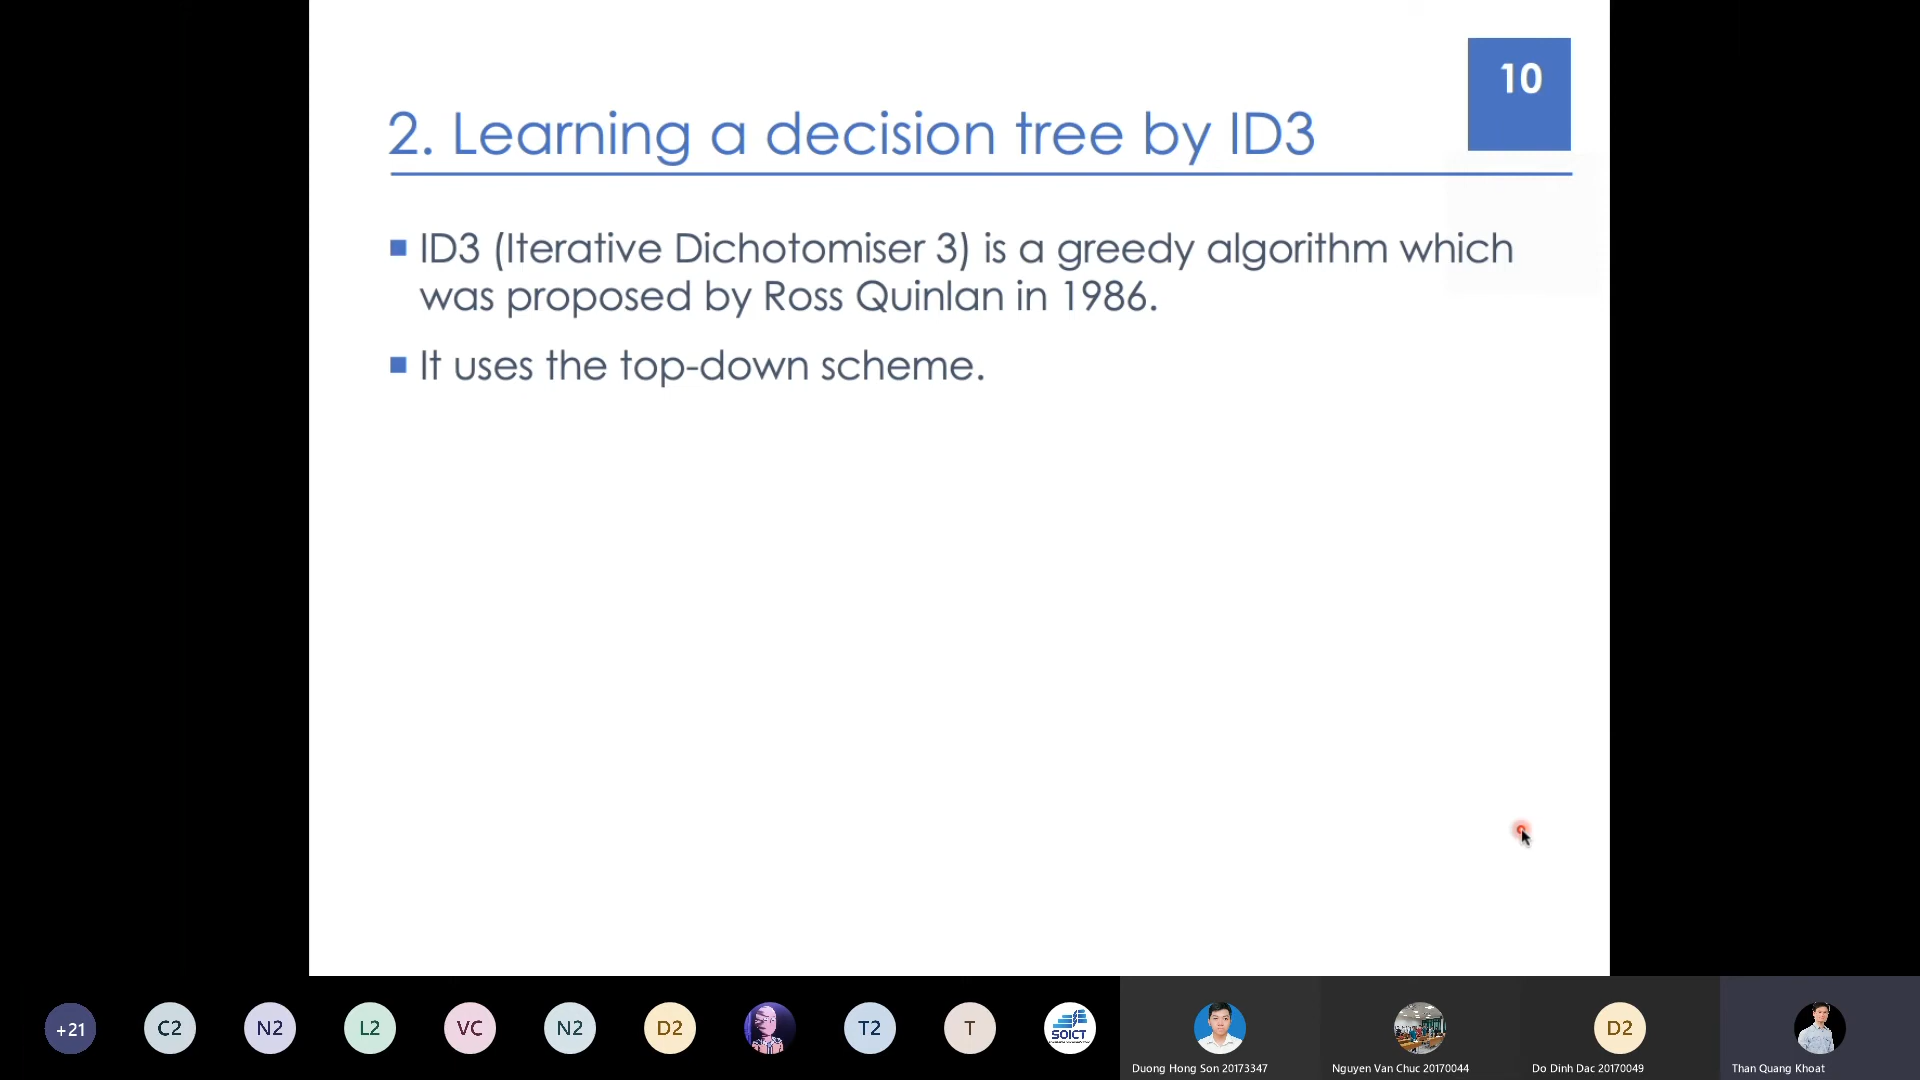 10
2. Learning a decision tree by ID3
ID3 (Iterative Dichotomiser 3) is a greedy algorithm which
was proposed by Ross Quinlan in 1986.
It uses the top-down scheme.
+21
C2
N2
L2
VC
N2
D2
T2
T
SOICT
D2
Duong Hong Son 20173347
Nguyen Van Chuc 20170044
Do Dinh Dac 20170049
Than Quang Khoat